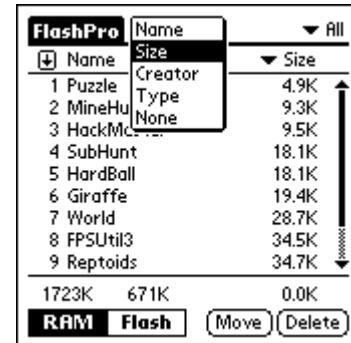 FlashPro Name All
Name Size Size
Creator
Type
None
1 Puzzle 4.9K
2 MineHu 9.3K
3 9.5K
4 SubHunt 18.1K
5 HardBall 18.1K
6 Giraffe 19.4K
7 World 28.7K
8 FPSUtil3 34.5K
9 Reptoids 34.7K
1723K 671K 0.0K
RAM Flash Move Delete